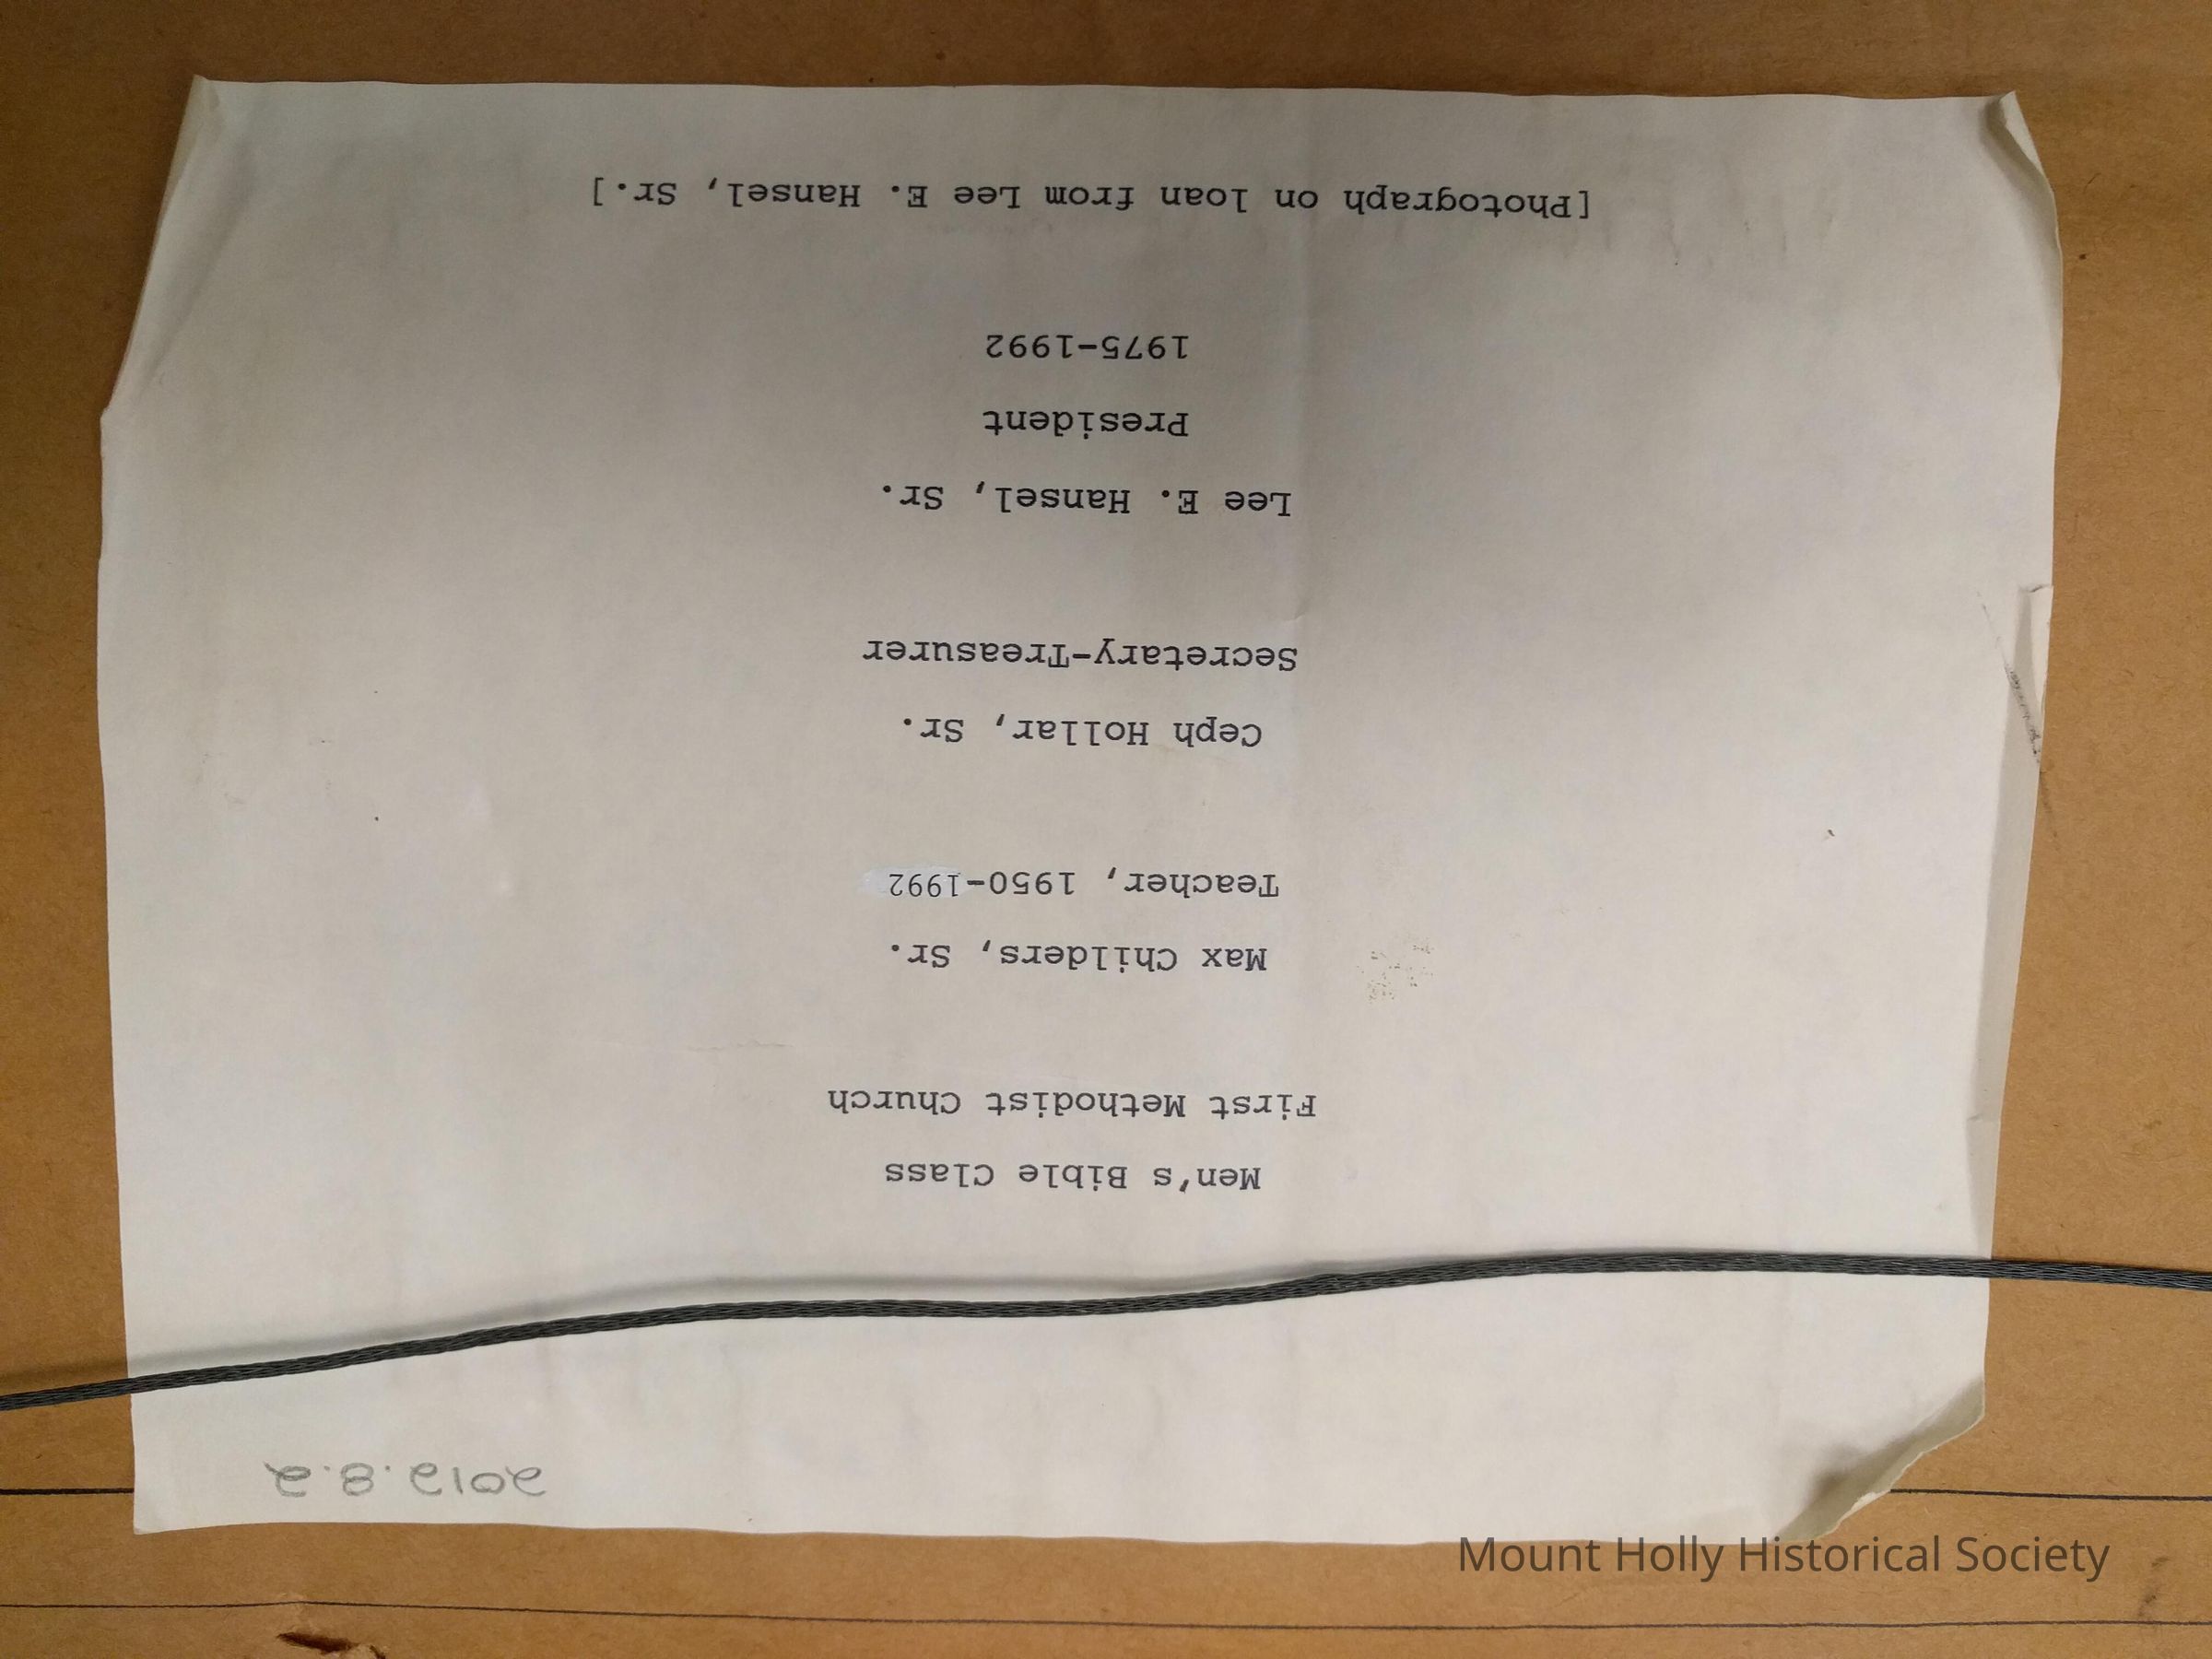 2012.8.2
Men's Bible Class
First Methodist Church
Max Childers, Sr.
Teacher, 1950-1992
Ceph Hollar, Sr.
Secretary-Treasurer
Lee E. Hansel, Sr.
President
1975-1992
[Photograph on loan from Lee E. Hansel, Sr.]
Mount Holly Historical Society